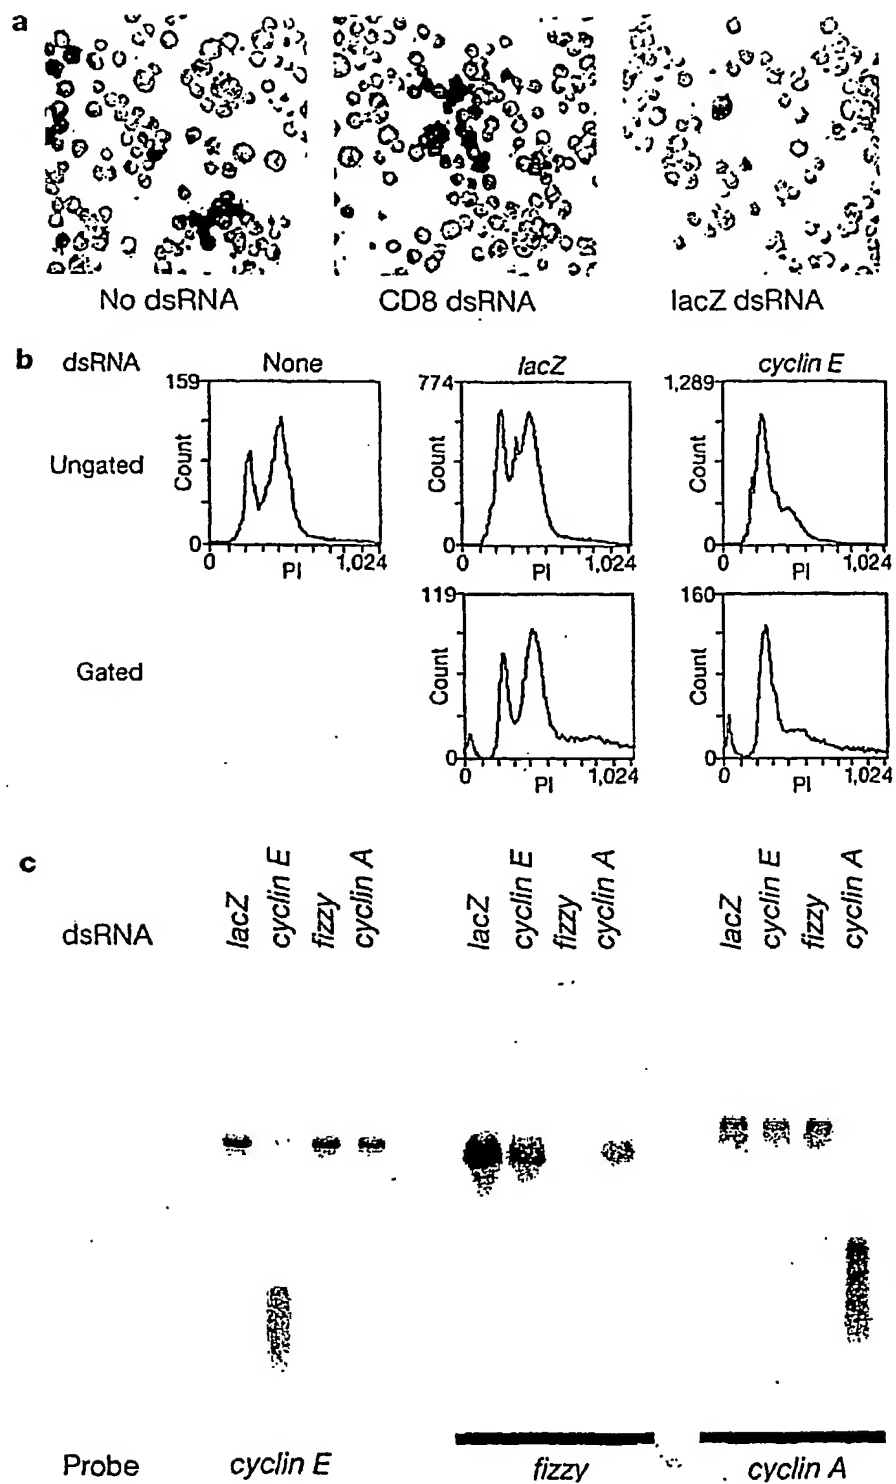 a
No dsRNA CD8 dsRNA lacZ dsRNA
b dsRNA None lacZ cyclin E
159 774 1,289
Ungated Count Count Count
0 0 0
0 1,024 0 1,024 0 1,024
PI PI PI
119 160
Gated Count Count
0 0
0 1,024 0 1,024
PI PI
c
dsRNA lacZ cyclin E fizzy cyclin A lacZ cyclin E fizzy cyclin A lacZ cyclin E fizzy cyclin A
Probe cyclin E fizzy cyclin A